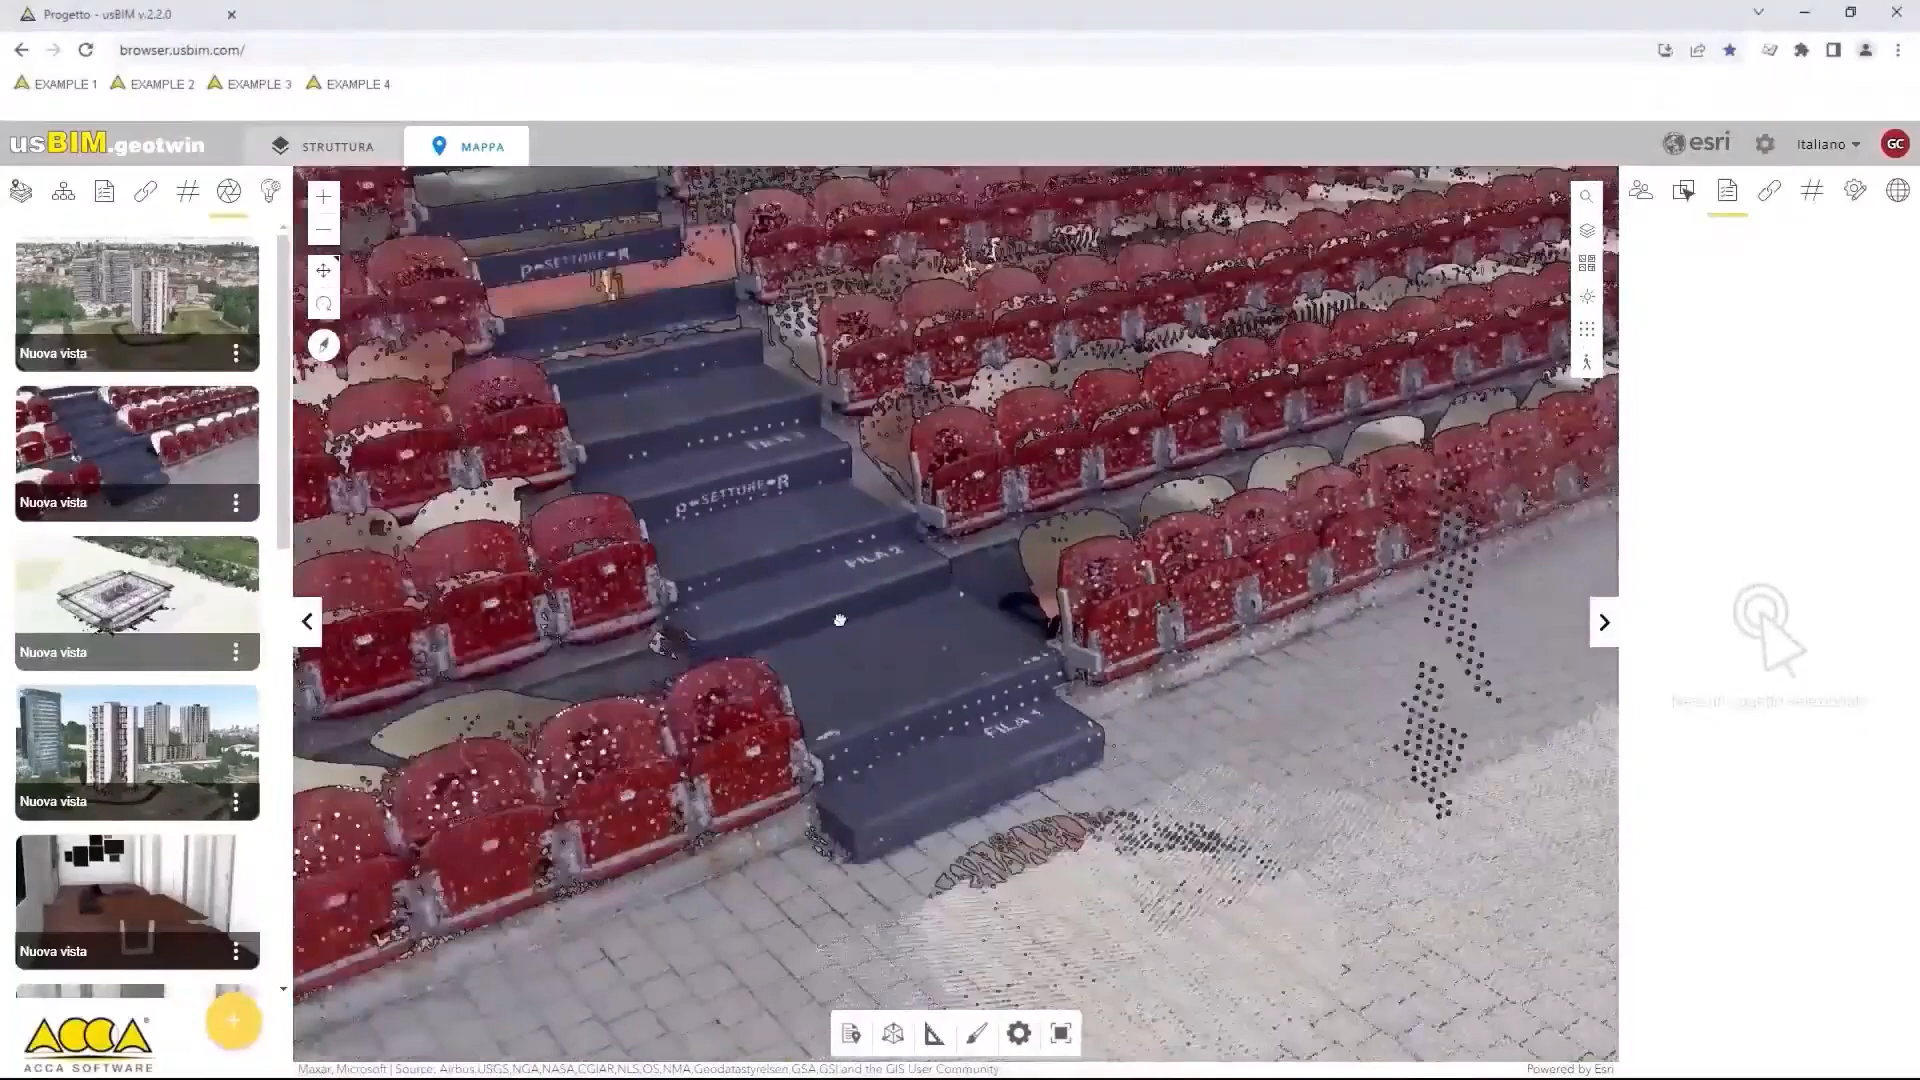 Progetto - usBIM v.2.2.0
browser.usbim.com/
EXAMPLE 1
EXAMPLE 2
EXAMPLE 3
EXAMPLE 4
usBIM.geotwin
STRUTTURA
MAPPA
esri
Italiano
GC
Nuova vista
Nuova vista
Nuova vista
Nuova vista
Nuova vista
SETTORE R
SETTORE R
FILA 2
FILA 1
ACCA
ACCA SOFTWARE
Maxar, Microsoft | Source: Airbus,USGS,NGA,NASA,CGIAR,NLS,OS,NMA,Geodatastyrelsen,GSA,GSI and the GIS User Community
Powered by Esri